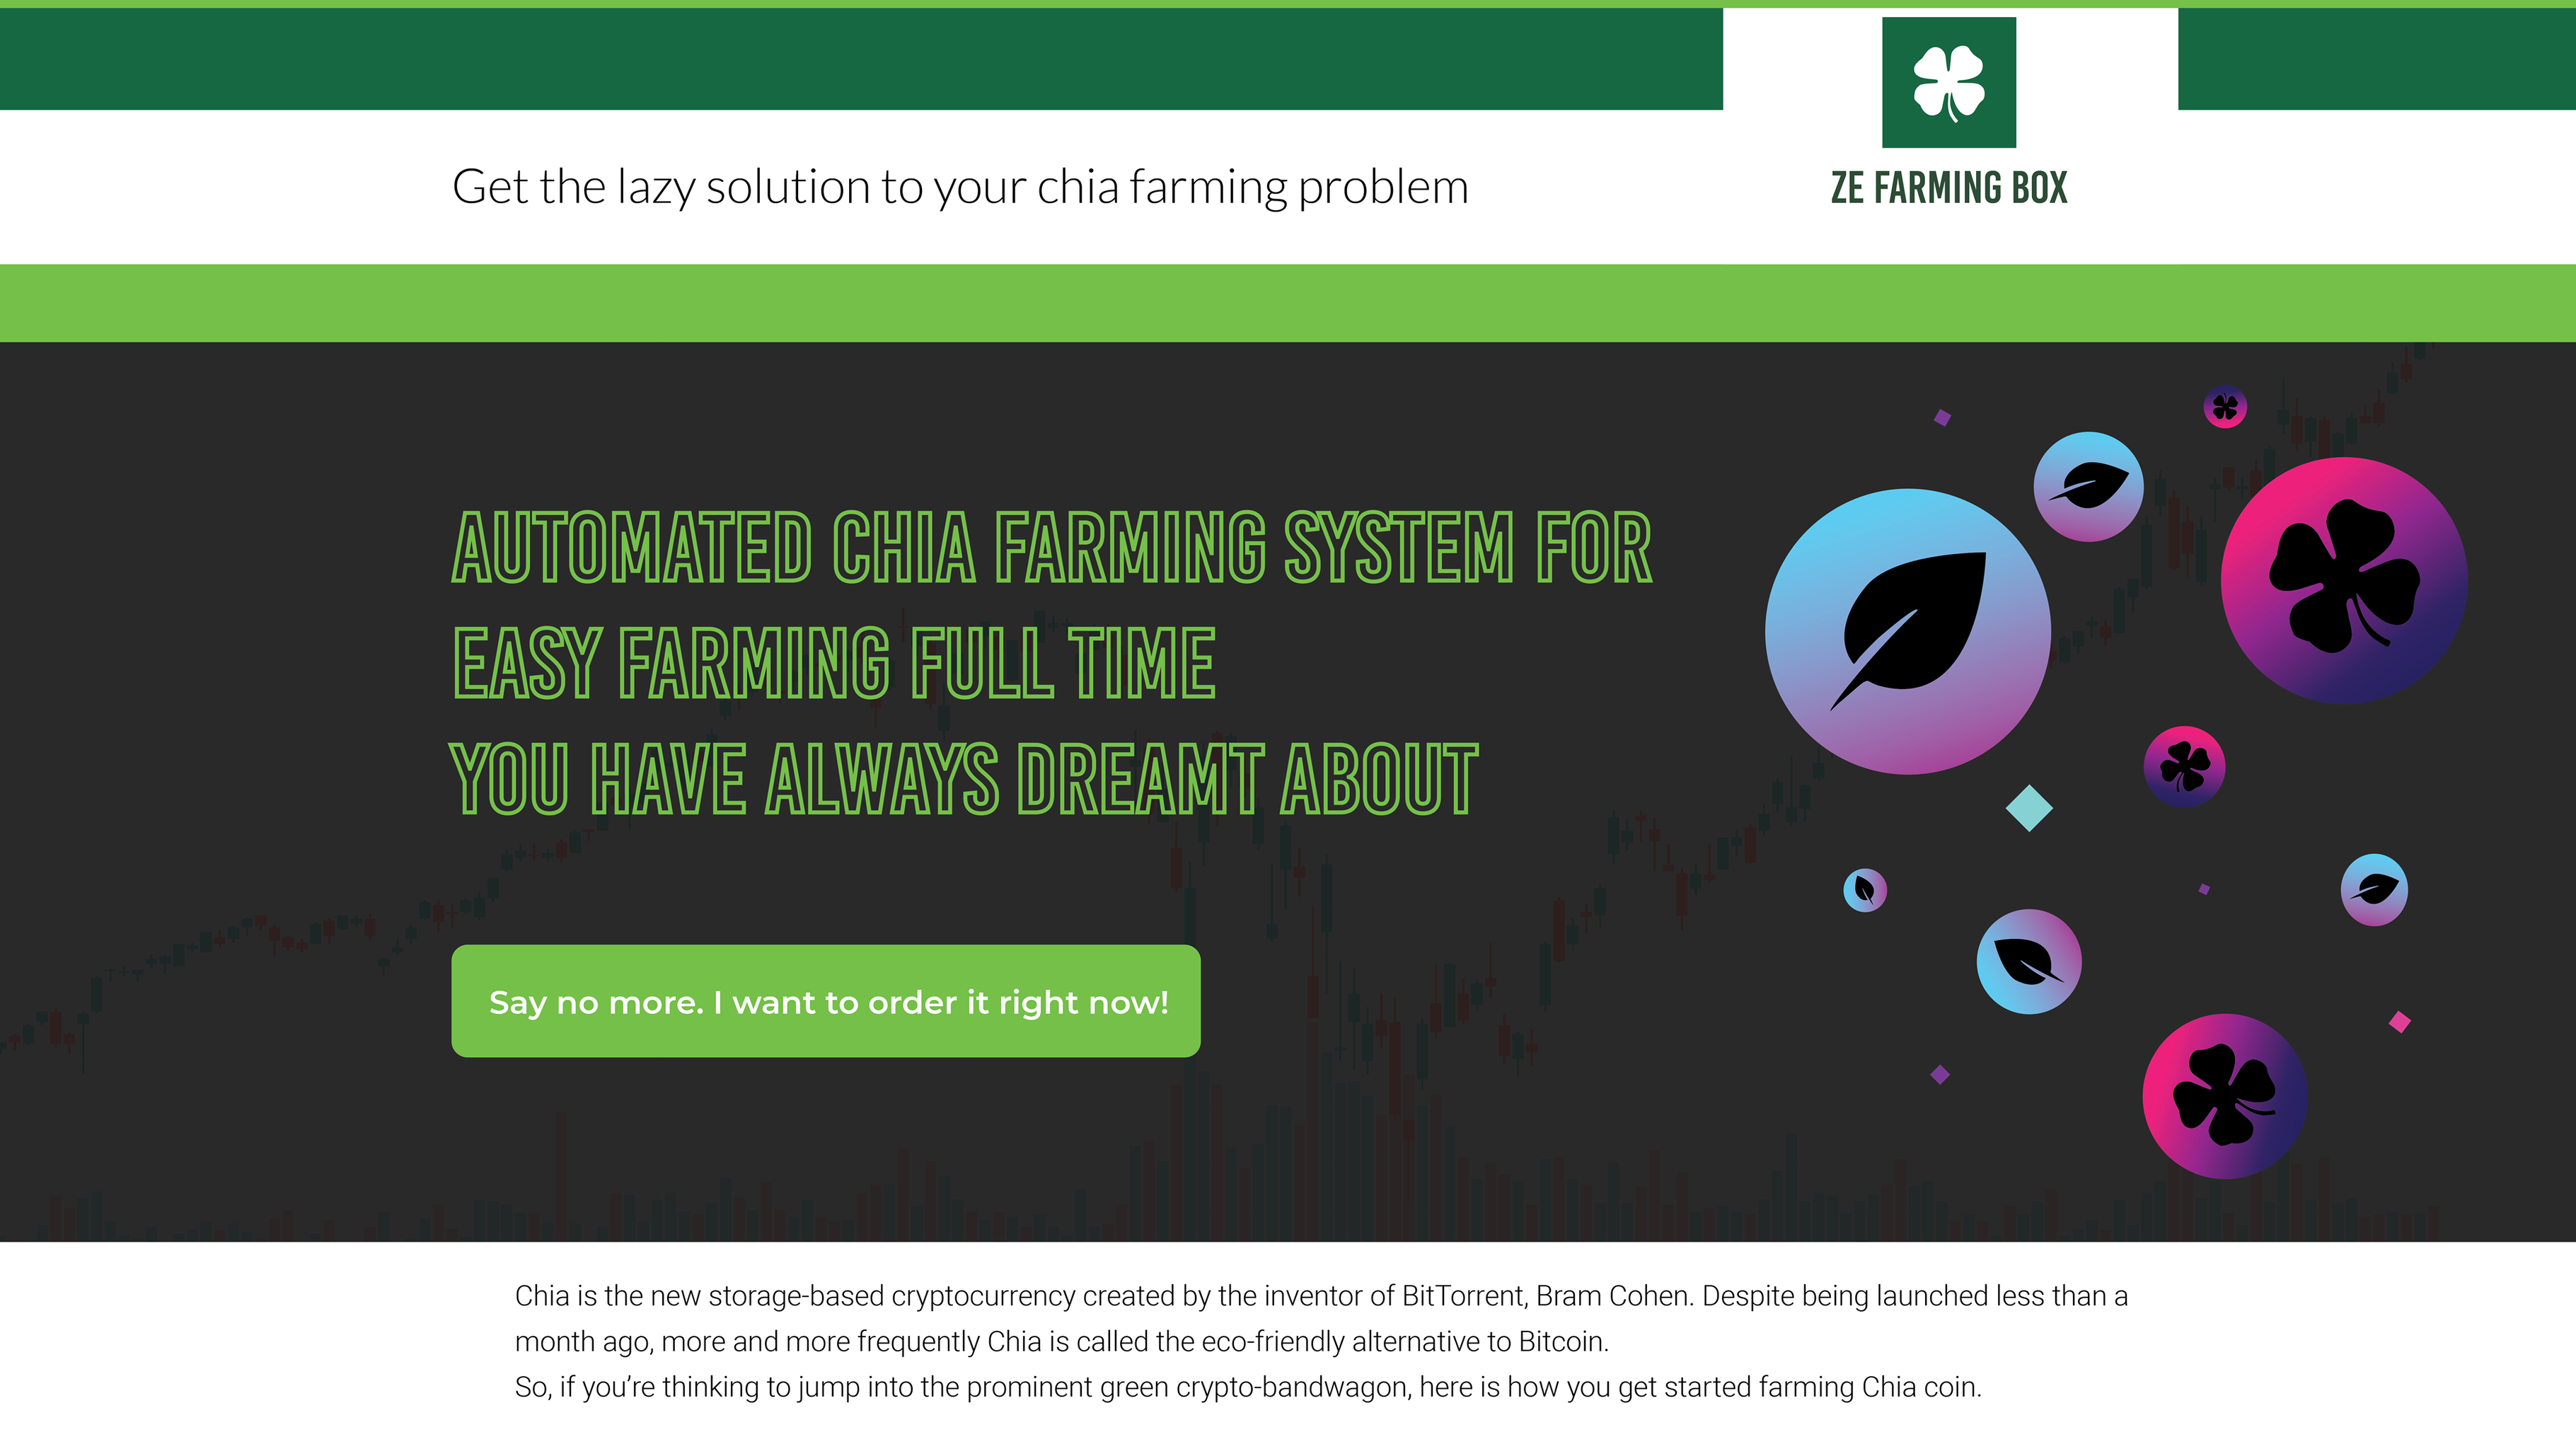 Get the lazy solution to your chia farming problem
ZE FARMING BOX
AUTOMATED CHIA FARMING SYSTEM FOR
EASY FARMING FULL TIME
YOU HAVE ALWAYS DREAMT ABOUT
Say no more. I want to order it right now!
Chia is the new storage-based cryptocurrency created by the inventor of BitTorrent, Bram Cohen. Despite being launched less than a
month ago, more and more frequently Chia is called the eco-friendly alternative to Bitcoin.
So, if you’re thinking to jump into the prominent green crypto-bandwagon, here is how you get started farming Chia coin.